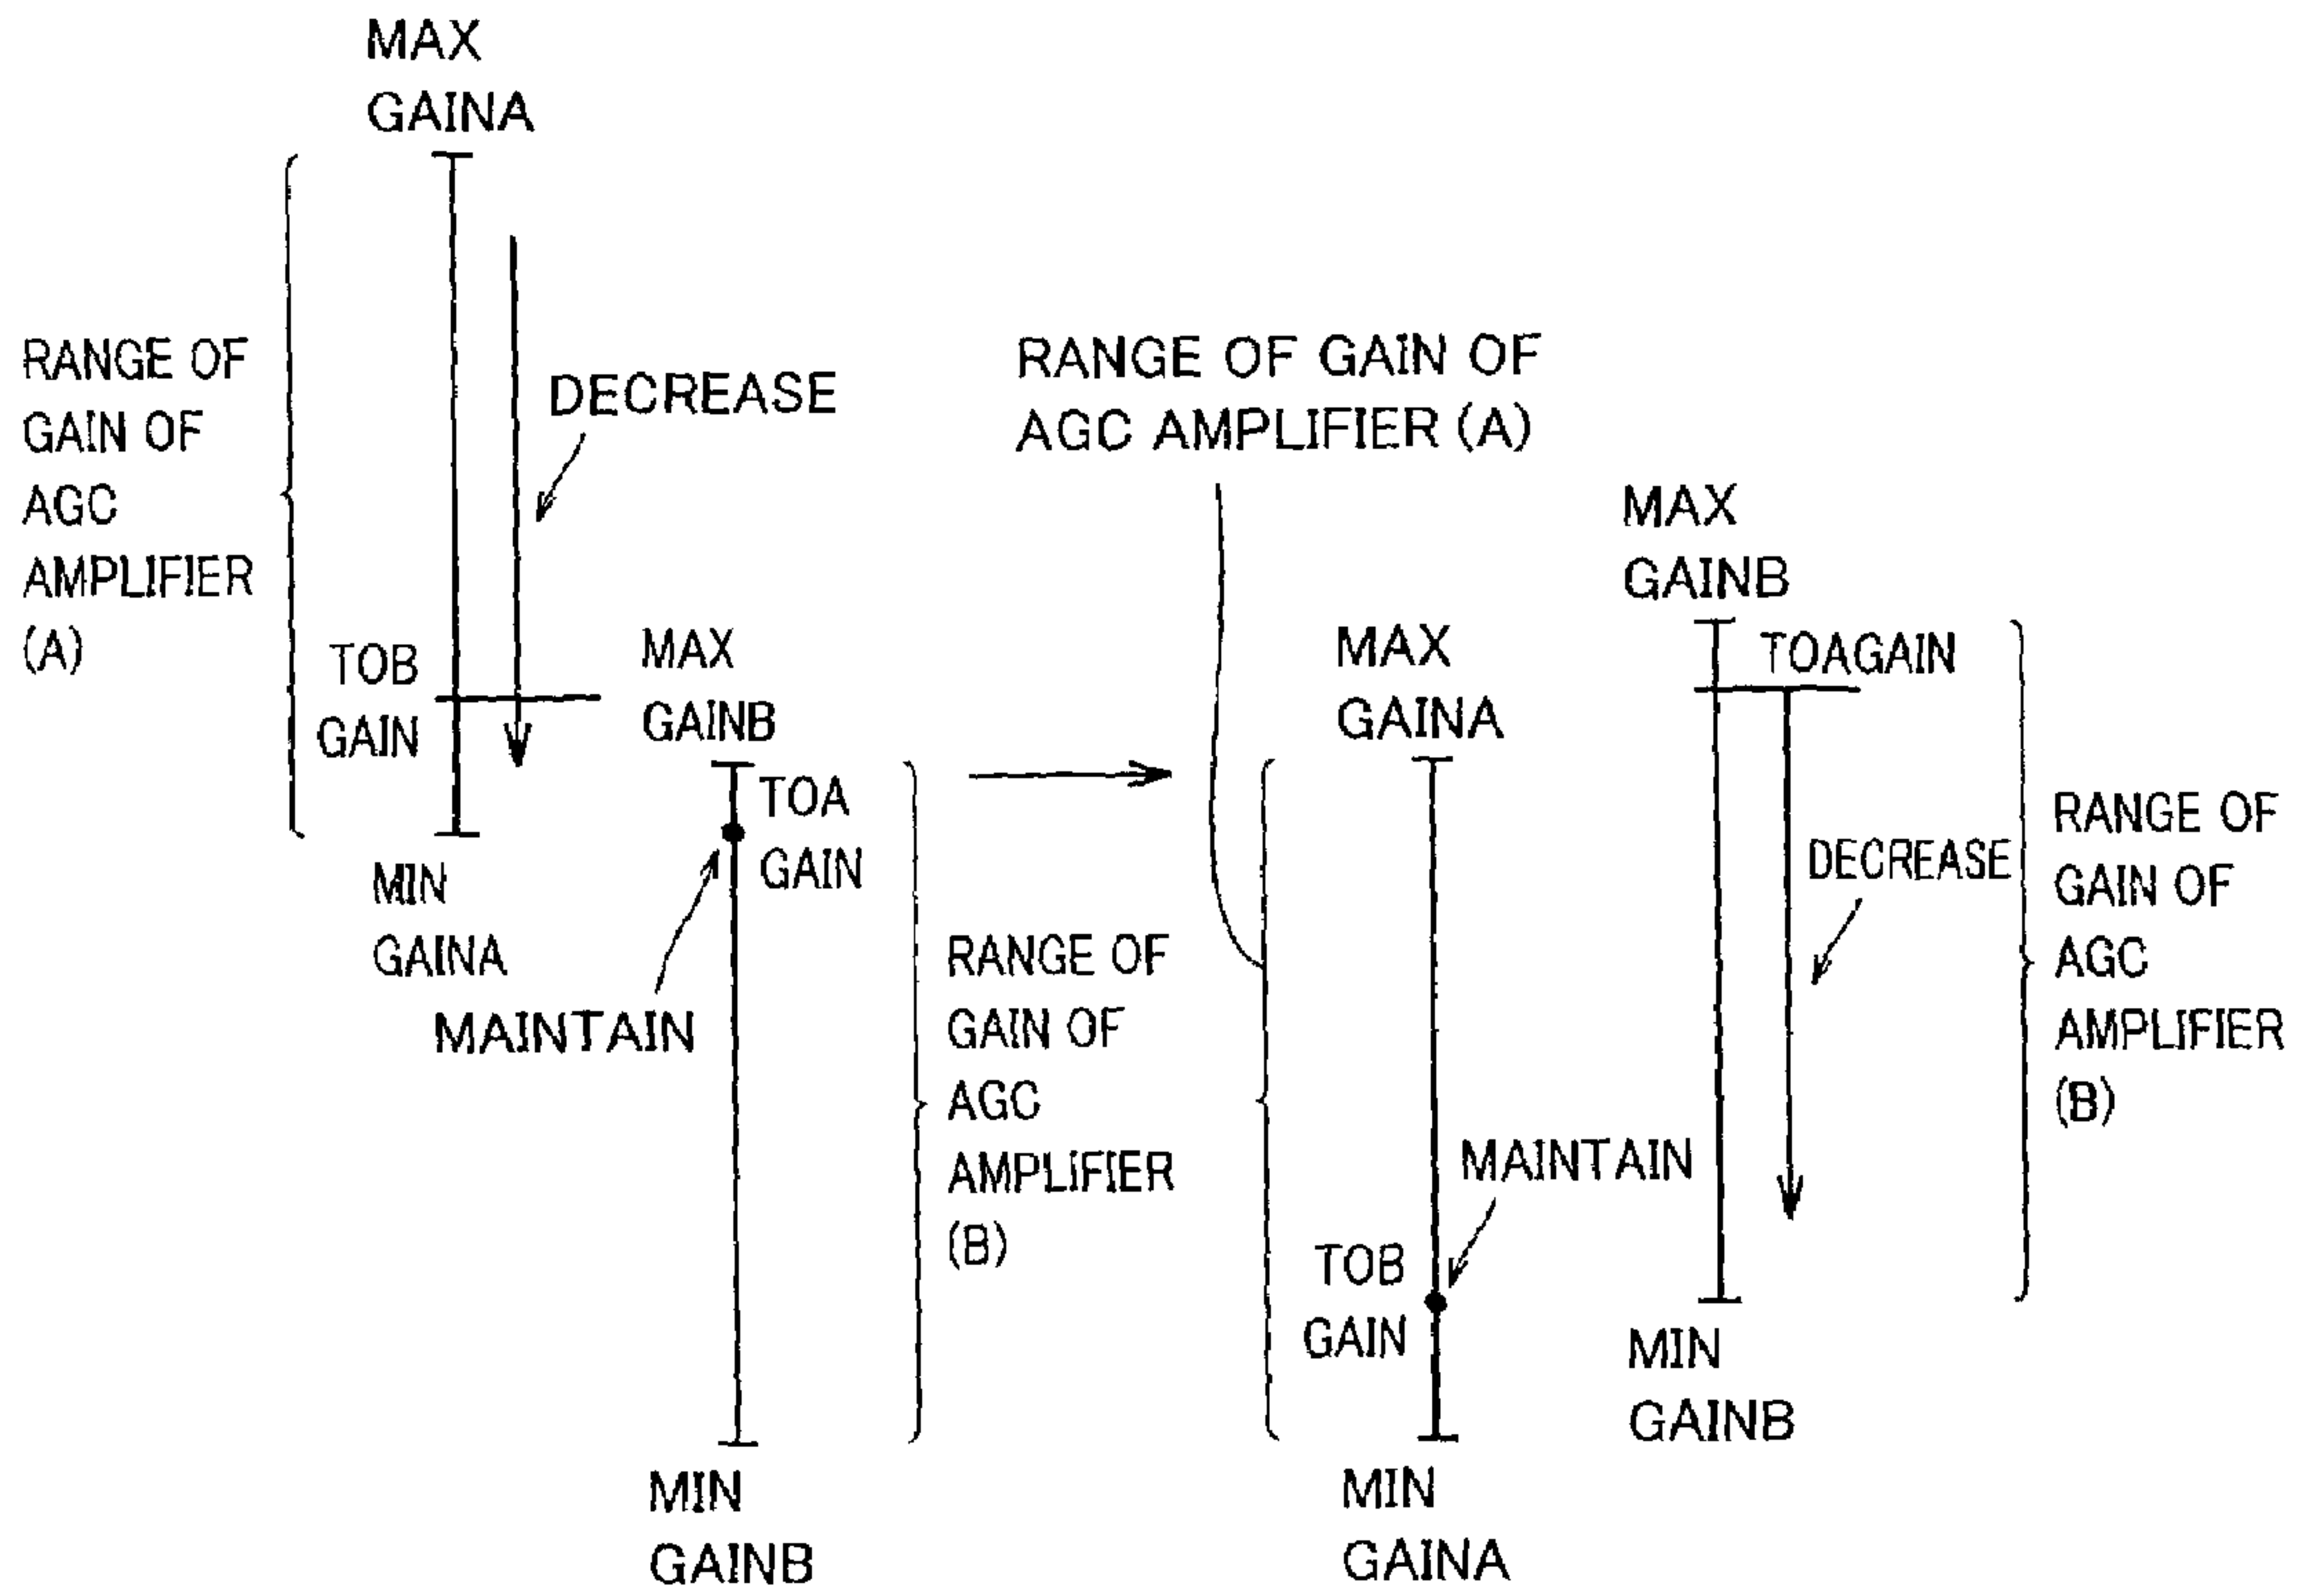 MAX
GAINA
RANGE OF
GAIN OF
AGC
AMPLIFIER
(A)
DECREASE
TOB
GAIN
MIN
GAINA
MAX
GAINB
TOA
GAIN
MAINTAIN
RANGE OF
GAIN OF
AGC
AMPLIFIER
(B)
MIN
GAINB
RANGE OF GAIN OF
AGC AMPLIFIER (A)
MAX
GAINA
MAINTAIN
TOB
GAIN
MIN
GAINA
MAX
GAINB
TOAGAIN
DECREASE
RANGE OF
GAIN OF
AGC
AMPLIFIER
(B)
MIN
GAINB